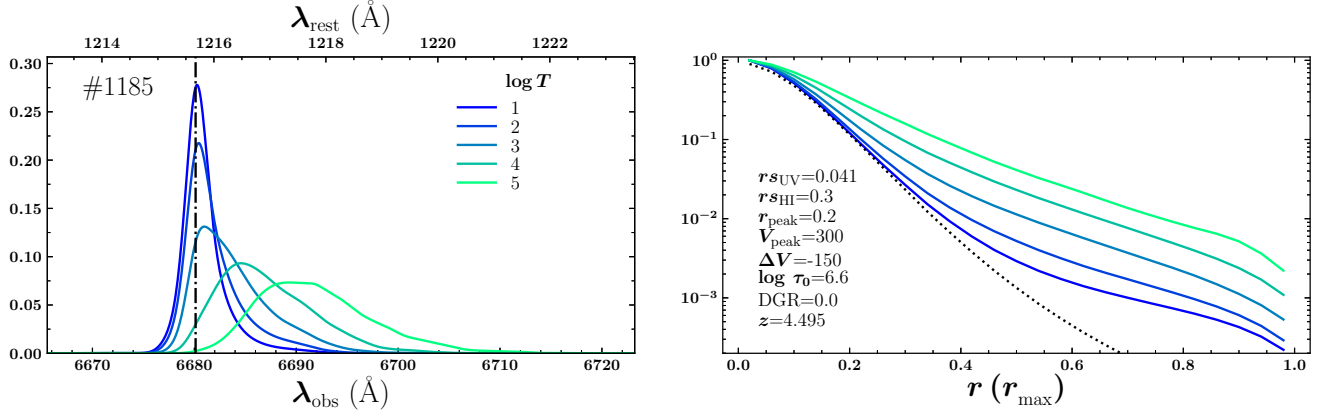 λrest (Å)
1214 1216 1218 1220 1222
0.30
0.25
0.20
0.15
0.10
0.05
0.00
#1185
log T
1
2
3
4
5
6670 6680 6690 6700 6710 6720
λobs (Å)
10⁰
10⁻¹
10⁻²
10⁻³
rsUV=0.041
rsHI=0.3
rpeak=0.2
Vpeak=300
ΔV=-150
log τ0=6.6
DGR=0.0
z=4.495
0.0 0.2 0.4 0.6 0.8 1.0
r (rmax)